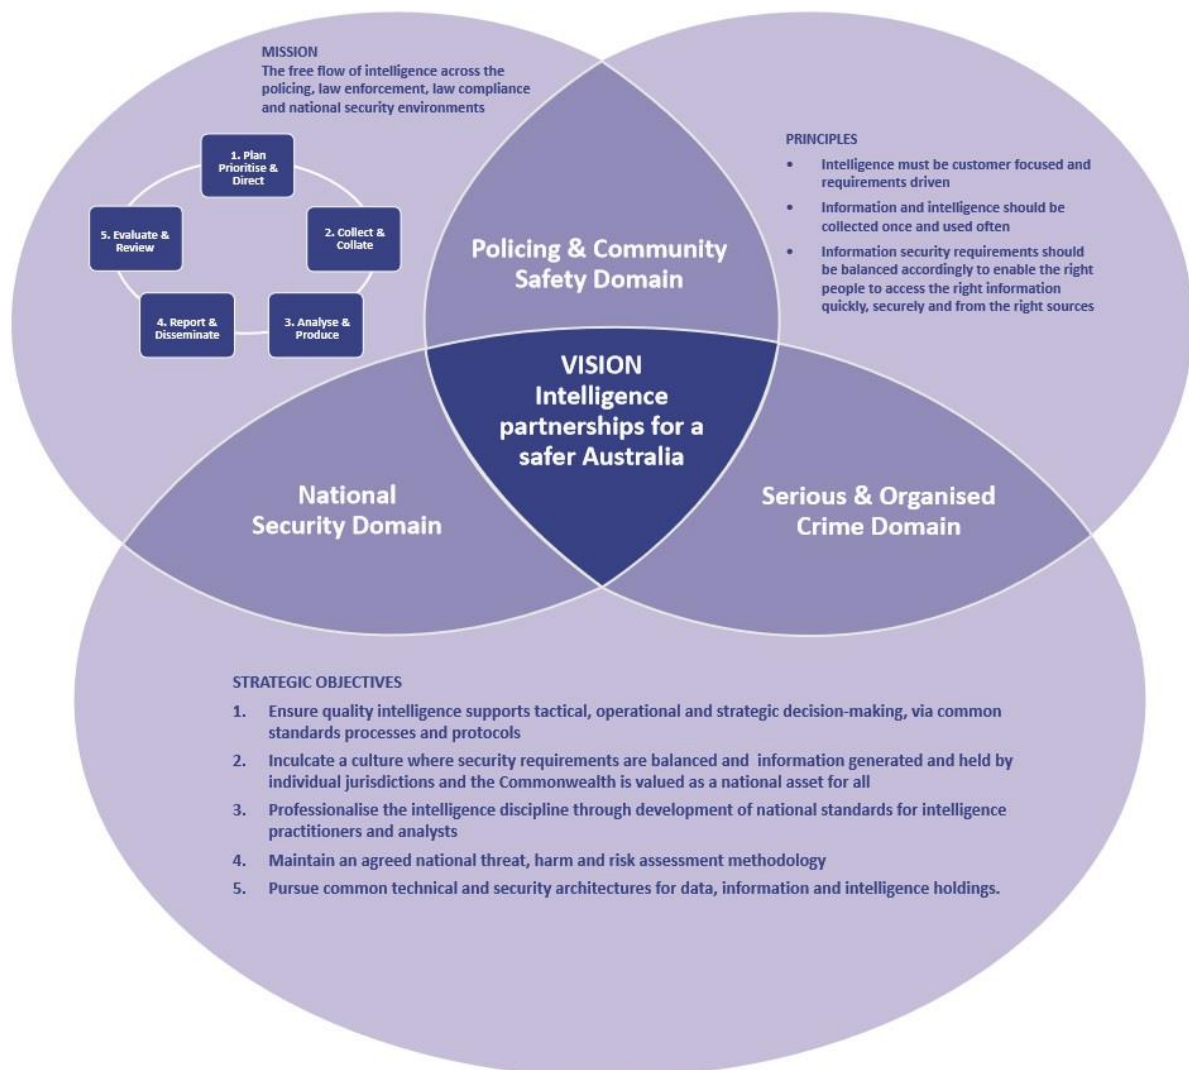 MISSION
The free flow of intelligence across the
policing, law enforcement, law compliance
and national security environments
1. Plan
Prioritise &
Direct
2. Collect &
Collate
3. Analyse &
Produce
4. Report &
Disseminate
5. Evaluate &
Review
PRINCIPLES
• Intelligence must be customer focused and
requirements driven
• Information and intelligence should be
collected once and used often
• Information security requirements should
be balanced accordingly to enable the right
people to access the right information
quickly, securely and from the right sources
Policing & Community
Safety Domain
VISION
Intelligence
partnerships for a
safer Australia
National
Security Domain
Serious & Organised
Crime Domain
STRATEGIC OBJECTIVES
1. Ensure quality intelligence supports tactical, operational and strategic decision-making, via common
standards processes and protocols
2. Inculcate a culture where security requirements are balanced and information generated and held by
individual jurisdictions and the Commonwealth is valued as a national asset for all
3. Professionalise the intelligence discipline through development of national standards for intelligence
practitioners and analysts
4. Maintain an agreed national threat, harm and risk assessment methodology
5. Pursue common technical and security architectures for data, information and intelligence holdings.